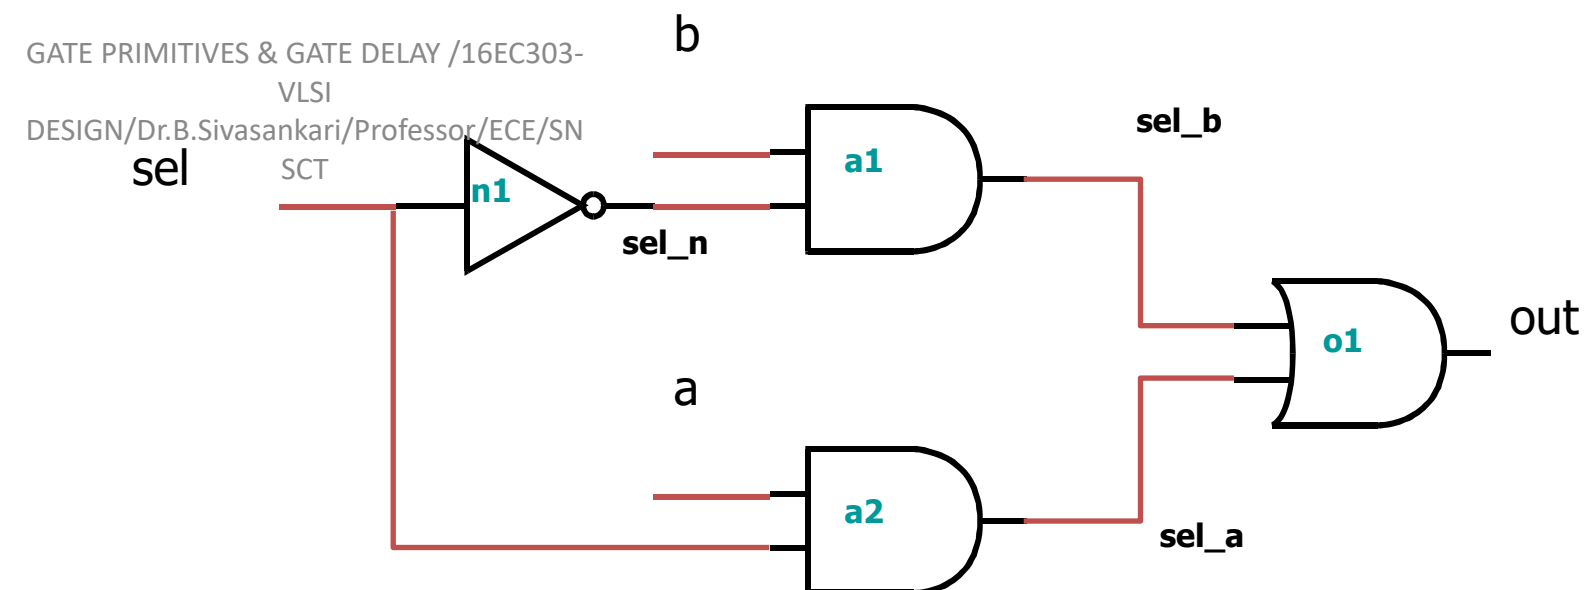 b
GATE PRIMITIVES & GATE DELAY /16EC303-
VLSI
DESIGN/Dr.B.Sivasankari/Professor/ECE/SN
SCT
sel
n1
a1
sel_b
sel_n
out
o1
a
a2
sel_a